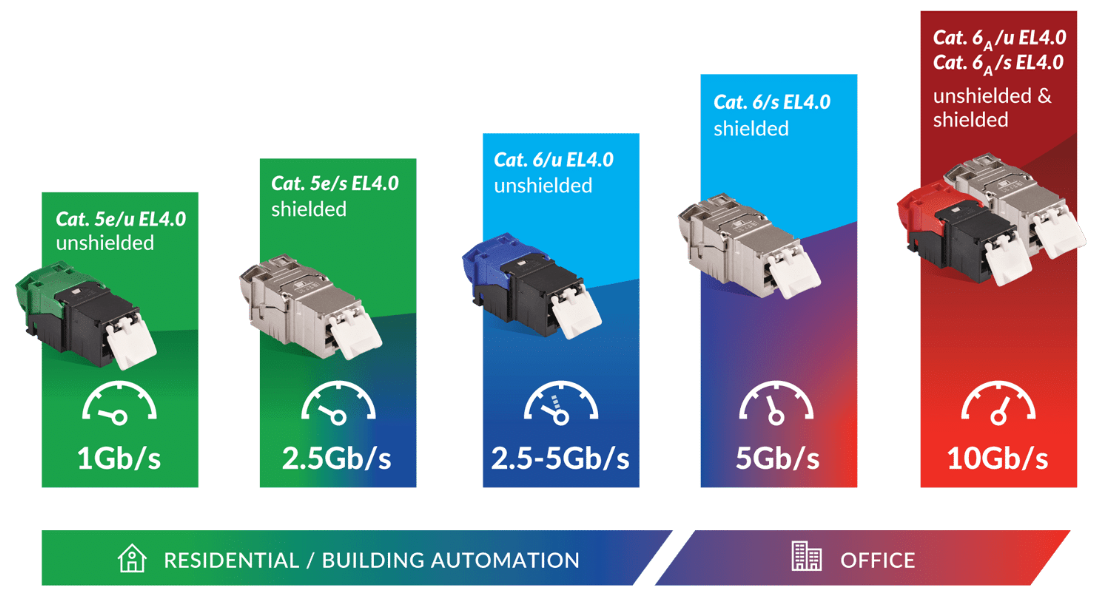 Cat. 5e/u EL4.0
unshielded
1Gb/s
Cat. 5e/s EL4.0
shielded
2.5Gb/s
Cat. 6/u EL4.0
unshielded
2.5-5Gb/s
Cat. 6/s EL4.0
shielded
5Gb/s
Cat. 6A/u EL4.0
Cat. 6A/s EL4.0
unshielded &
shielded
10Gb/s
RESIDENTIAL / BUILDING AUTOMATION
OFFICE